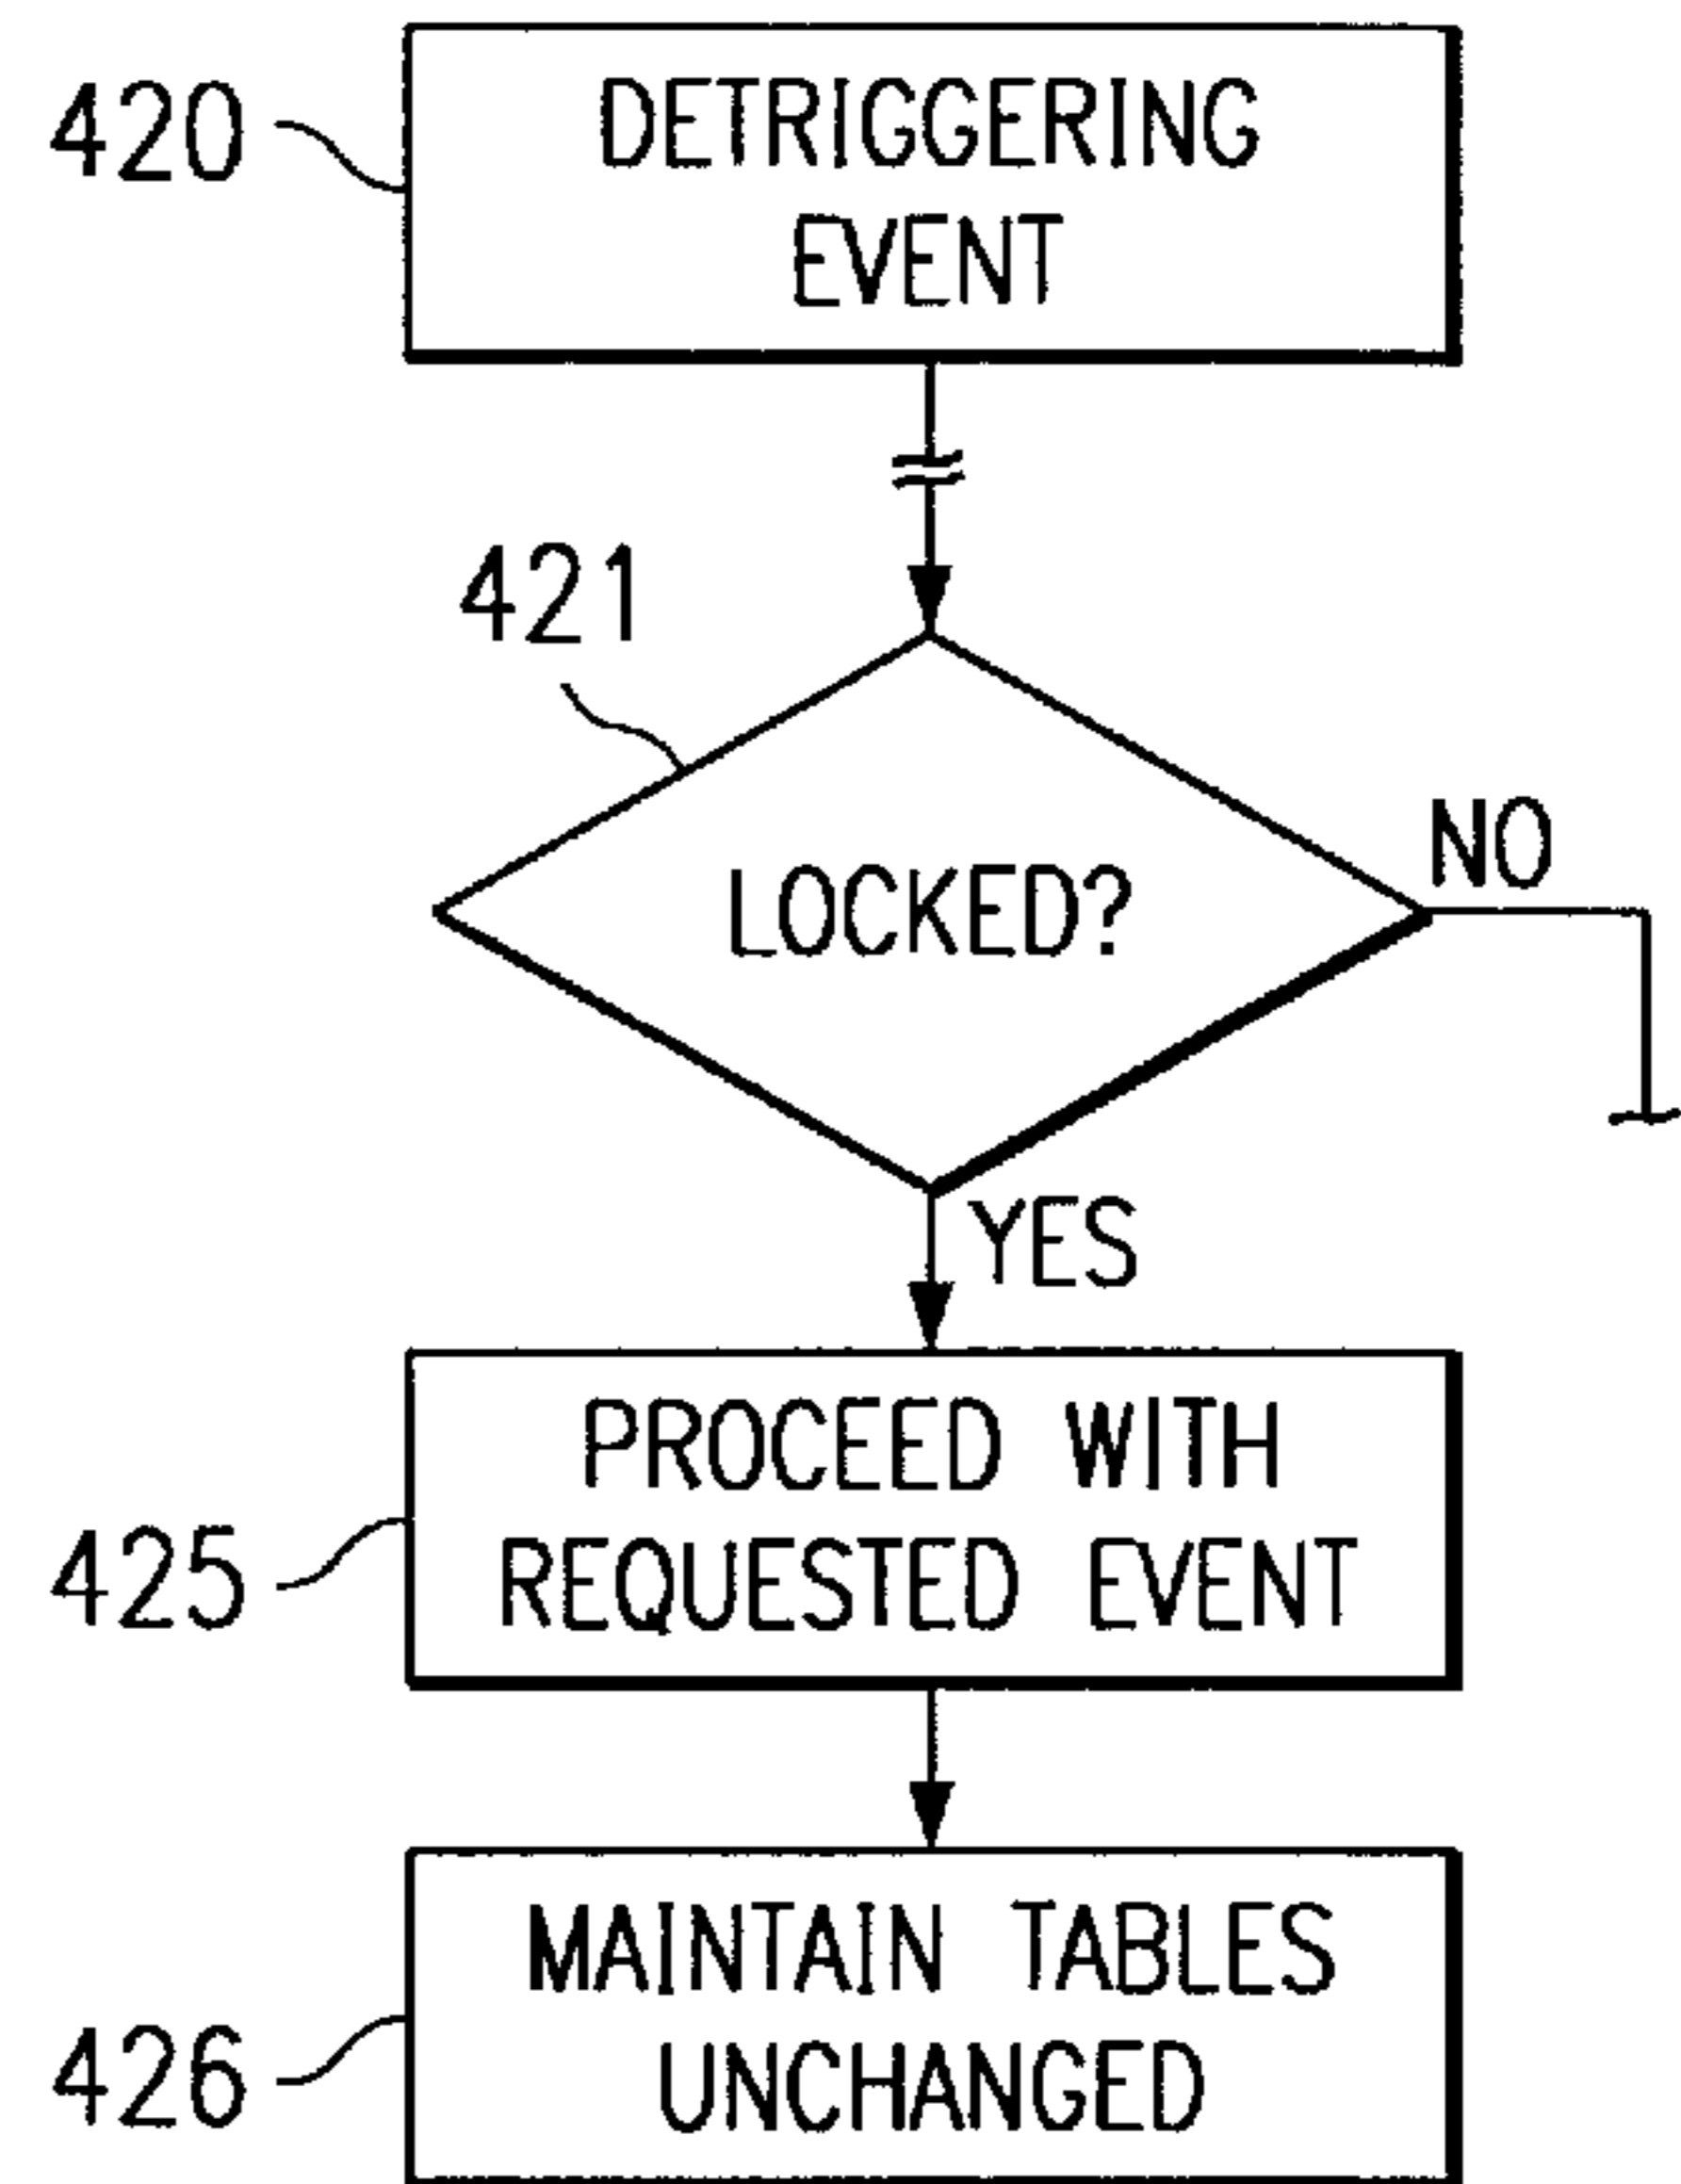 420
DETRIGGERING
EVENT
421
LOCKED?
NO
YES
PROCEED WITH
425
REQUESTED EVENT
MAINTAIN TABLES
426
UNCHANGED